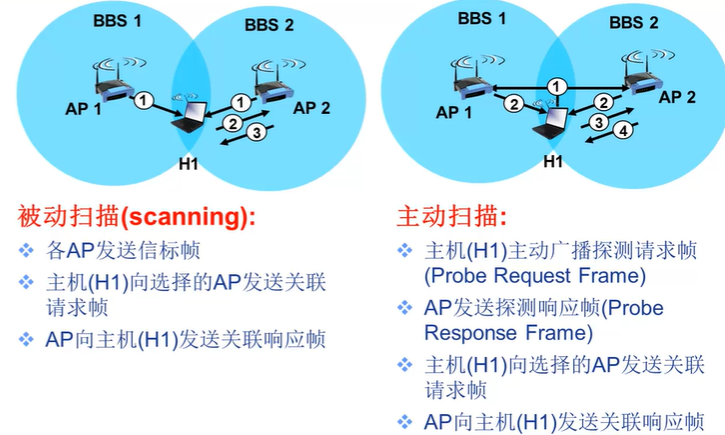 BBS 1
BBS 2
AP 1
①
①
②
③
AP 2
H1
被动扫描(scanning):
各AP发送信标帧
主机(H1)向选择的AP发送关联
请求帧
AP向主机(H1)发送关联响应帧
BBS 1
BBS 2
AP 1
①
②
②
③
④
AP 2
H1
主动扫描:
主机(H1)主动广播探测请求帧
(Probe Request Frame)
AP发送探测响应帧(Probe
Response Frame)
主机(H1)向选择的AP发送关联
请求帧
AP向主机(H1)发送关联响应帧